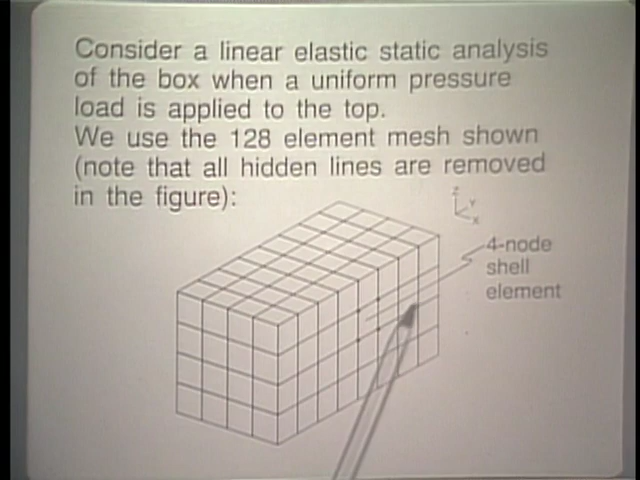 Consider a linear elastic static analysis
of the box when a uniform pressure
load is applied to the top.
We use the 128 element mesh shown
(note that all hidden lines are removed
in the figure):
Z
Y
X
4-node
shell
element